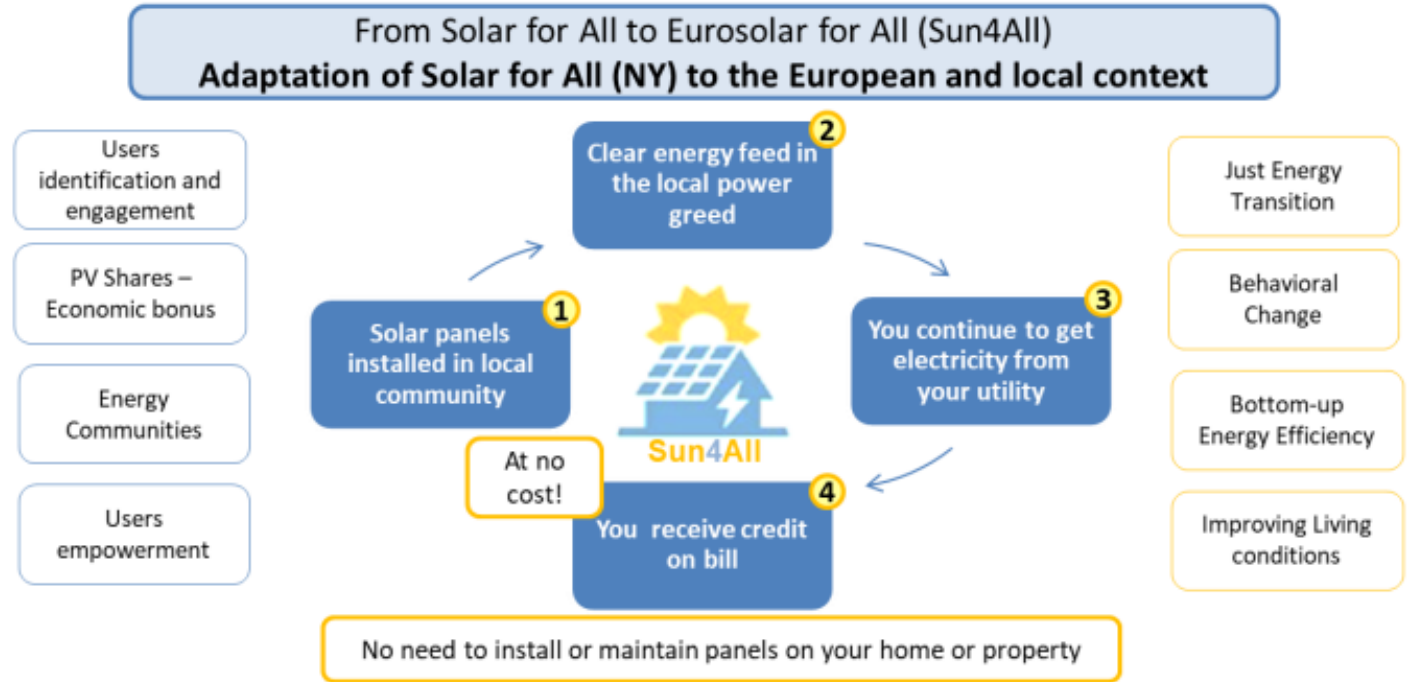 From Solar for All to Eurosolar for All (Sun4All)
Adaptation of Solar for All (NY) to the European and local context
Users
identification and
engagement
PV Shares –
Economic bonus
Energy
Communities
Users
empowerment
1
Solar panels
installed in local
community
2
Clear energy feed in
the local power
greed
3
You continue to get
electricity from
your utility
4
You receive credit
on bill
At no
cost!
Sun4All
Just Energy
Transition
Behavioral
Change
Bottom-up
Energy Efficiency
Improving Living
conditions
No need to install or maintain panels on your home or property